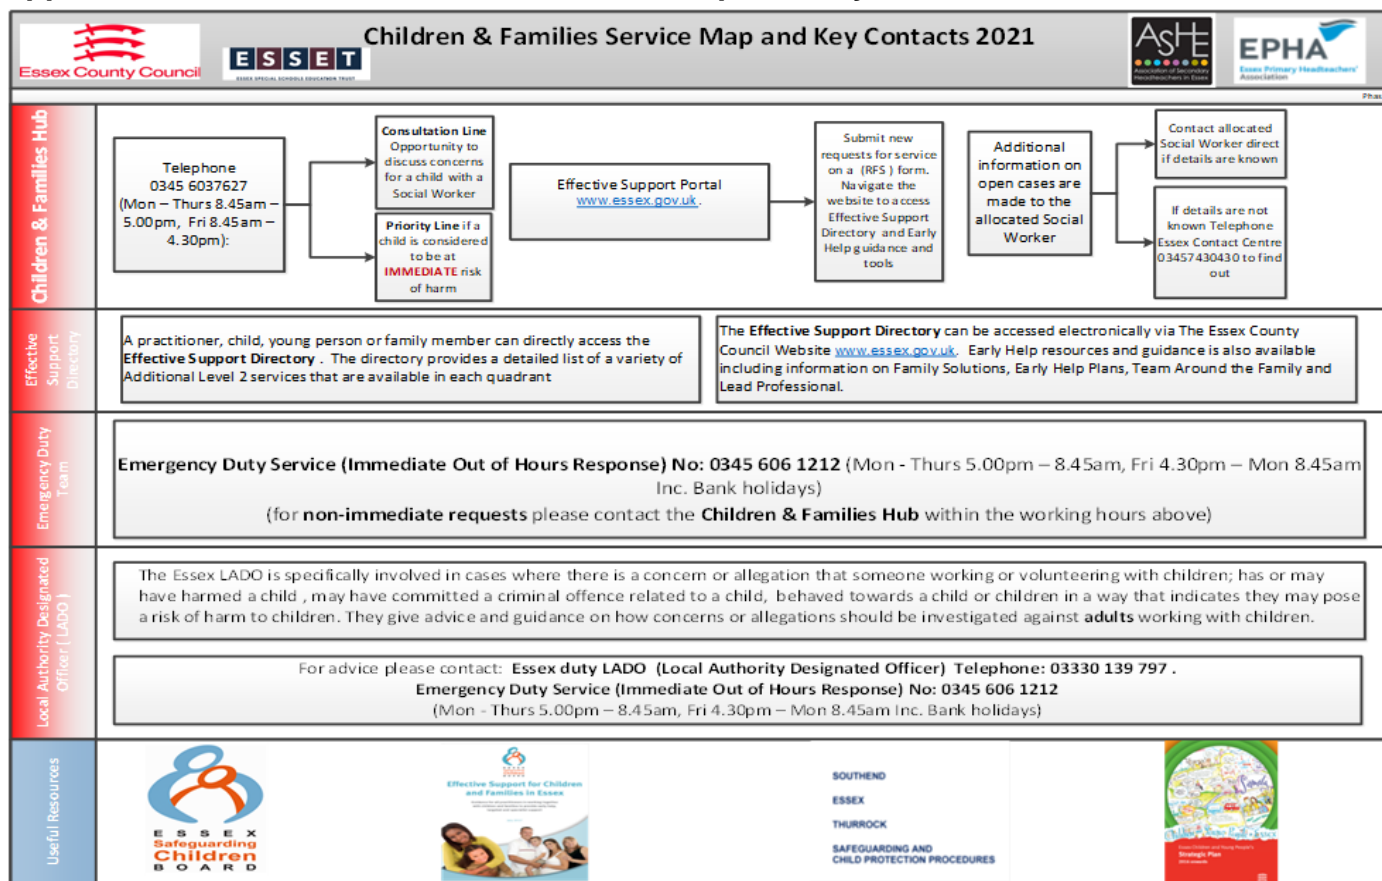 Children & Families Service Map and Key Contacts 2021
Essex County Council
ESSET
ESSEX SPECIAL SCHOOLS EDUCATION TRUST
ASHE
Association of Secondary
Headteachers in Essex
EPHA
Essex Primary Headteachers'
Association
Phas
Children & Families Hub
Telephone
0345 6037627
(Mon – Thurs 8.45am –
5.00pm, Fri 8.45am –
4.30pm):
Consultation Line
Opportunity to
discuss concerns
for a child with a
Social Worker
Priority Line if a
child is considered
to be at
IMMEDIATE risk
of harm
Effective Support Portal
www.essex.gov.uk.
Submit new
requests for service
on a (RFS ) form.
Navigate the
website to access
Effective Support
Directory and Early
Help guidance and
tools
Additional
information on
open cases are
made to the
allocated Social
Worker
Contact allocated
Social Worker direct
if details are known
If details are not
known Telephone
Essex Contact Centre
03457430430 to find
out
Effective
Support
Directory
A practitioner, child, young person or family member can directly access the
Effective Support Directory . The directory provides a detailed list of a variety of
Additional Level 2 services that are available in each quadrant
The Effective Support Directory can be accessed electronically via The Essex County
Council Website www.essex.gov.uk. Early Help resources and guidance is also available
including information on Family Solutions, Early Help Plans, Team Around the Family and
Lead Professional.
Emergency Duty
Team
Emergency Duty Service (Immediate Out of Hours Response) No: 0345 606 1212 (Mon - Thurs 5.00pm – 8.45am, Fri 4.30pm – Mon 8.45am
Inc. Bank holidays)
(for non-immediate requests please contact the Children & Families Hub within the working hours above)
Local Authority Designated
Officer ( LADO )
The Essex LADO is specifically involved in cases where there is a concern or allegation that someone working or volunteering with children; has or may
have harmed a child , may have committed a criminal offence related to a child, behaved towards a child or children in a way that indicates they may pose
a risk of harm to children. They give advice and guidance on how concerns or allegations should be investigated against adults working with children.
For advice please contact: Essex duty LADO (Local Authority Designated Officer) Telephone: 03330 139 797 .
Emergency Duty Service (Immediate Out of Hours Response) No: 0345 606 1212
(Mon - Thurs 5.00pm – 8.45am, Fri 4.30pm – Mon 8.45am Inc. Bank holidays)
Useful Resources
ESSEX
Safeguarding
Children
BOARD
Effective Support for Children
and Families in Essex
SOUTHEND
ESSEX
THURROCK
SAFEGUARDING AND
CHILD PROTECTION PROCEDURES
Essex Children and Young People's
Strategic Plan